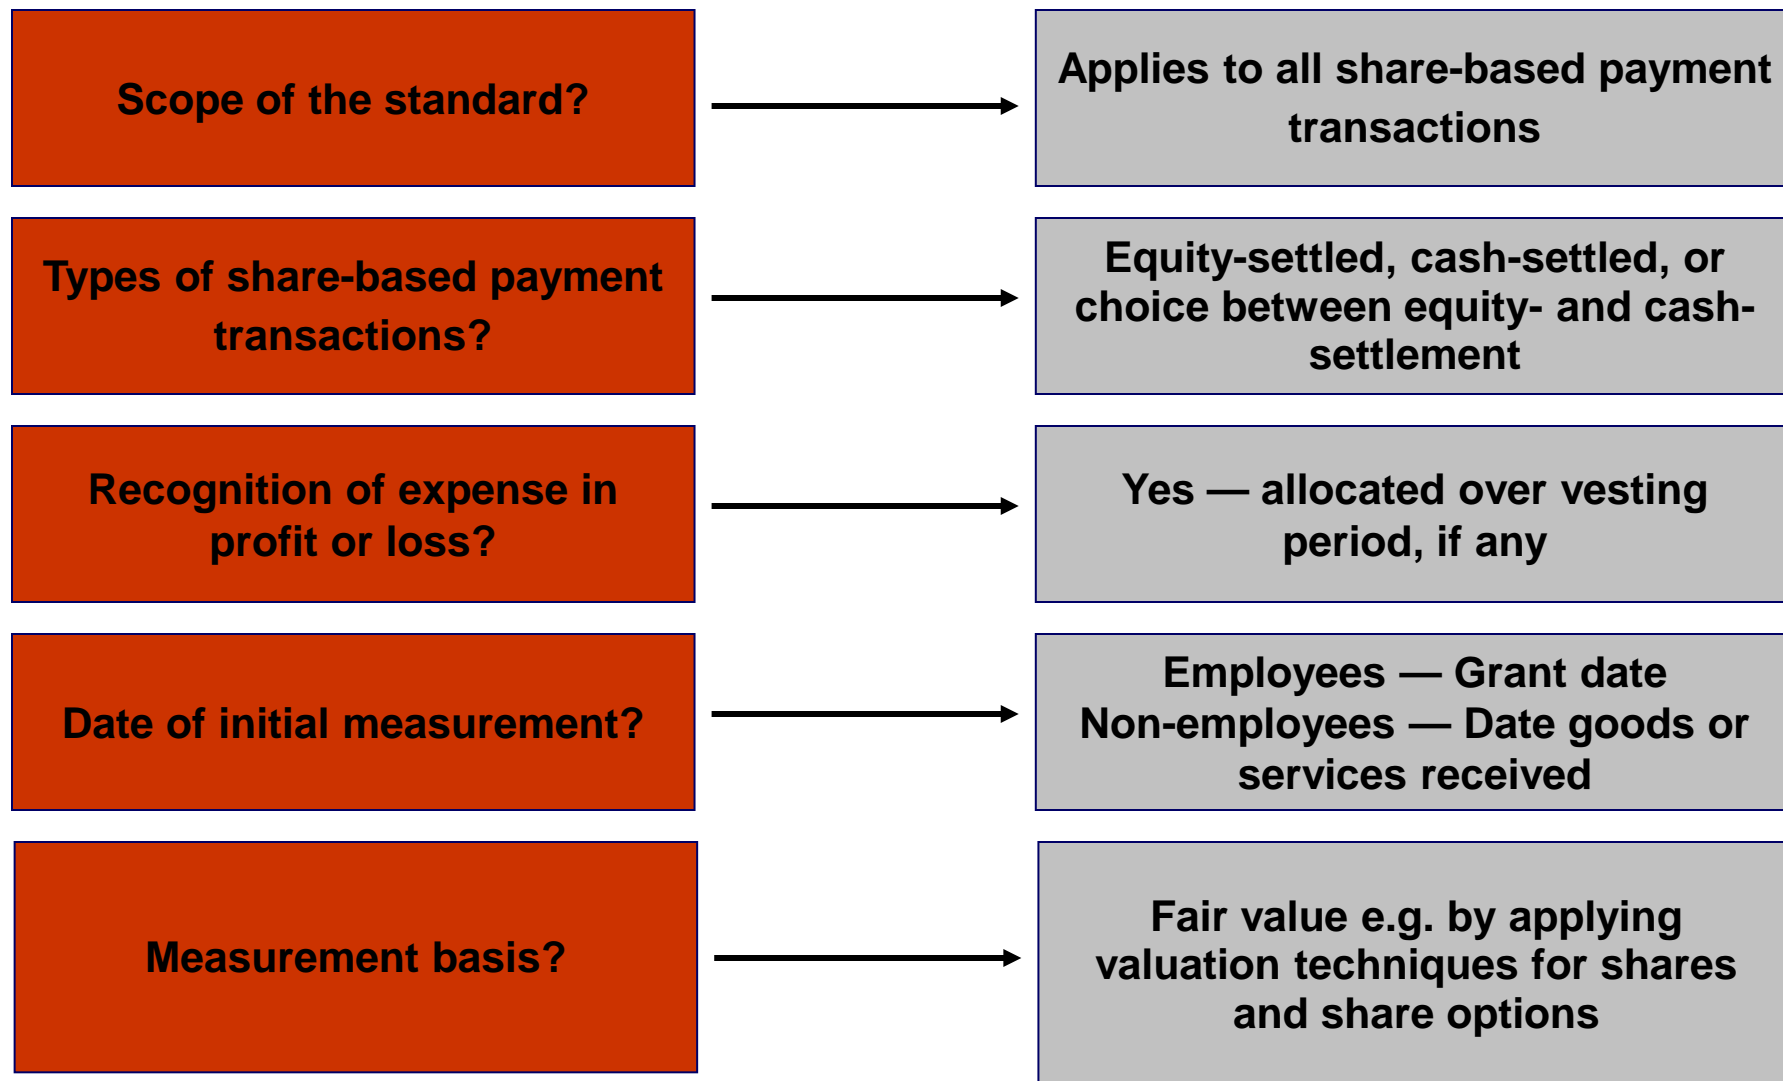 Scope of the standard?
Applies to all share-based payment
transactions
Types of share-based payment
transactions?
Equity-settled, cash-settled, or
choice between equity- and cash-
settlement
Recognition of expense in
profit or loss?
Yes — allocated over vesting
period, if any
Date of initial measurement?
Employees — Grant date
Non-employees — Date goods or
services received
Measurement basis?
Fair value e.g. by applying
valuation techniques for shares
and share options